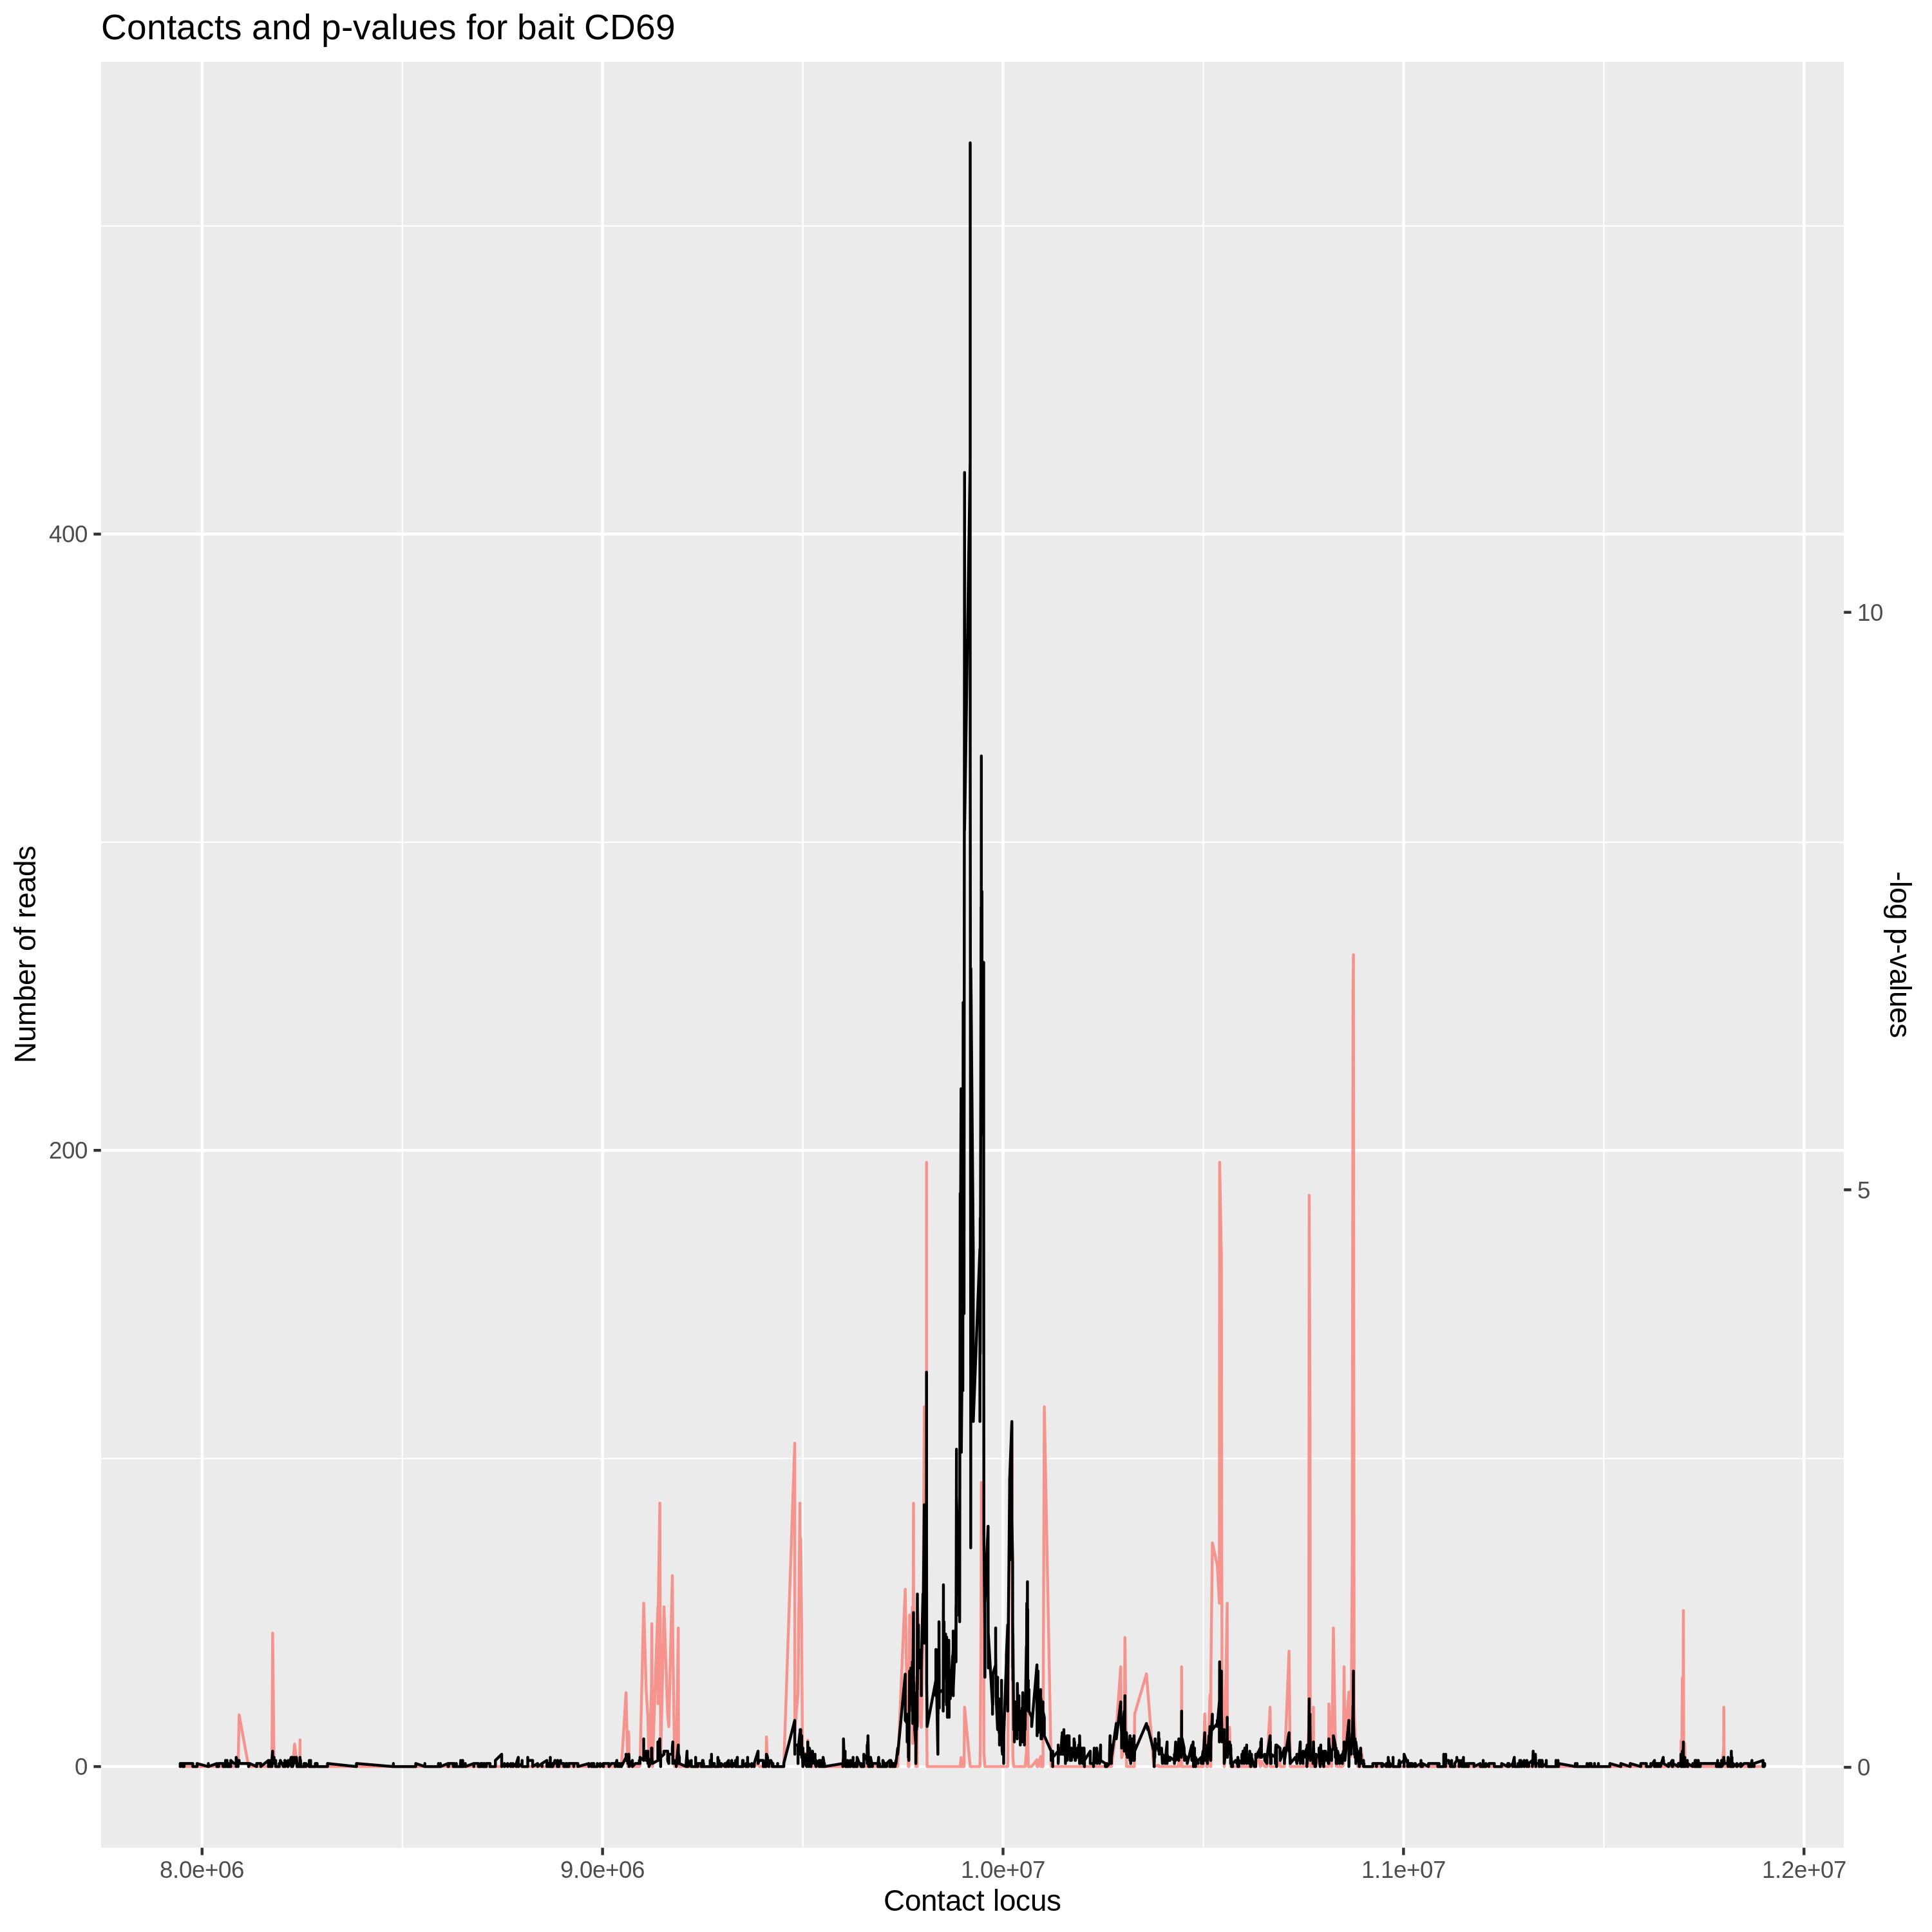 Contacts and p-values for bait CD69
Number of reads
400
200
0
10
5
0
-log p-values
8.0e+06 9.0e+06 1.0e+07 1.1e+07 1.2e+07
Contact locus